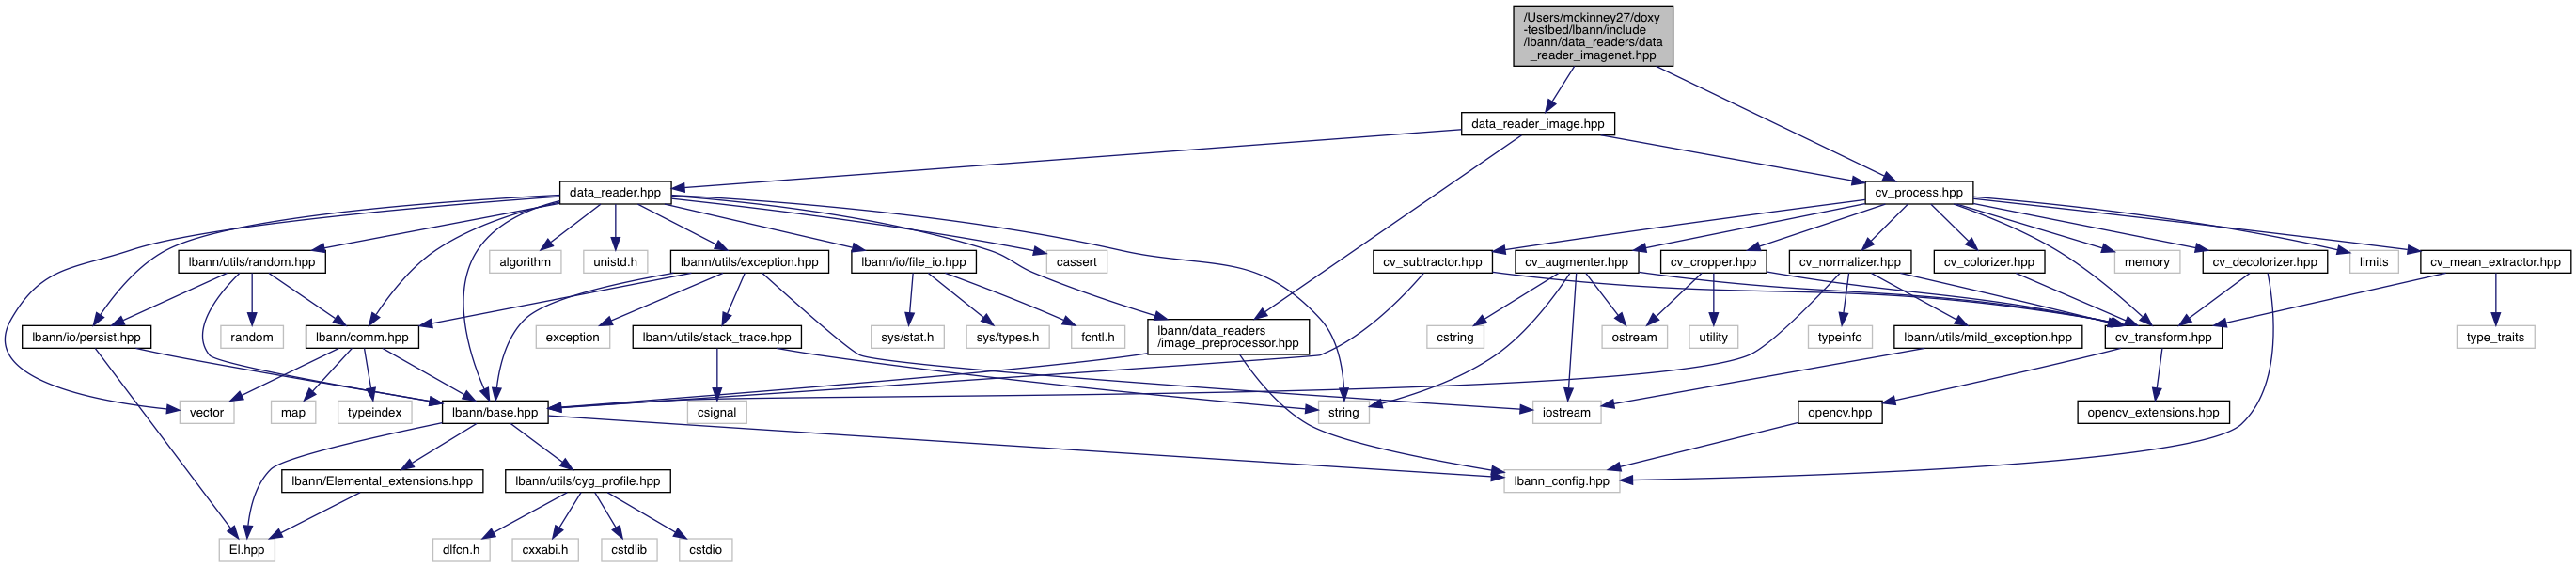 /Users/mckinney27/doxy
-testbed/lbann/include
/lbann/data_readers/data
_reader_imagenet.hpp
data_reader_image.hpp
data_reader.hpp
cv_process.hpp
lbann/utils/random.hpp
algorithm
unistd.h
lbann/utils/exception.hpp
lbann/io/file_io.hpp
cassert
cv_subtractor.hpp
cv_augmenter.hpp
cv_cropper.hpp
cv_normalizer.hpp
cv_colorizer.hpp
memory
cv_decolorizer.hpp
limits
cv_mean_extractor.hpp
lbann/io/persist.hpp
random
lbann/comm.hpp
exception
lbann/utils/stack_trace.hpp
sys/stat.h
sys/types.h
fcntl.h
lbann/data_readers
/image_preprocessor.hpp
cstring
ostream
utility
typeinfo
lbann/utils/mild_exception.hpp
cv_transform.hpp
type_traits
vector
map
typeindex
lbann/base.hpp
csignal
string
iostream
opencv.hpp
opencv_extensions.hpp
lbann/Elemental_extensions.hpp
lbann/utils/cyg_profile.hpp
lbann_config.hpp
El.hpp
dlfcn.h
cxxabi.h
cstdlib
cstdio